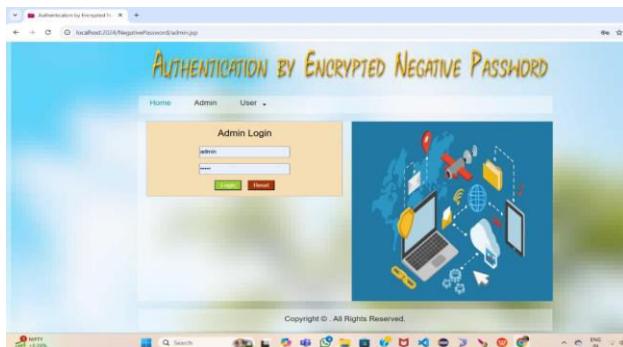 Authentication by Encrypted N
localhost:2024/NegativePassword/admin.jsp
AUTHENTICATION BY ENCRYPTED NEGATIVE PASSWORD
Home Admin User
Admin Login
admin
•••••
Login Reset
Copyright © . All Rights Reserved.
NIFTY
Search
ENG